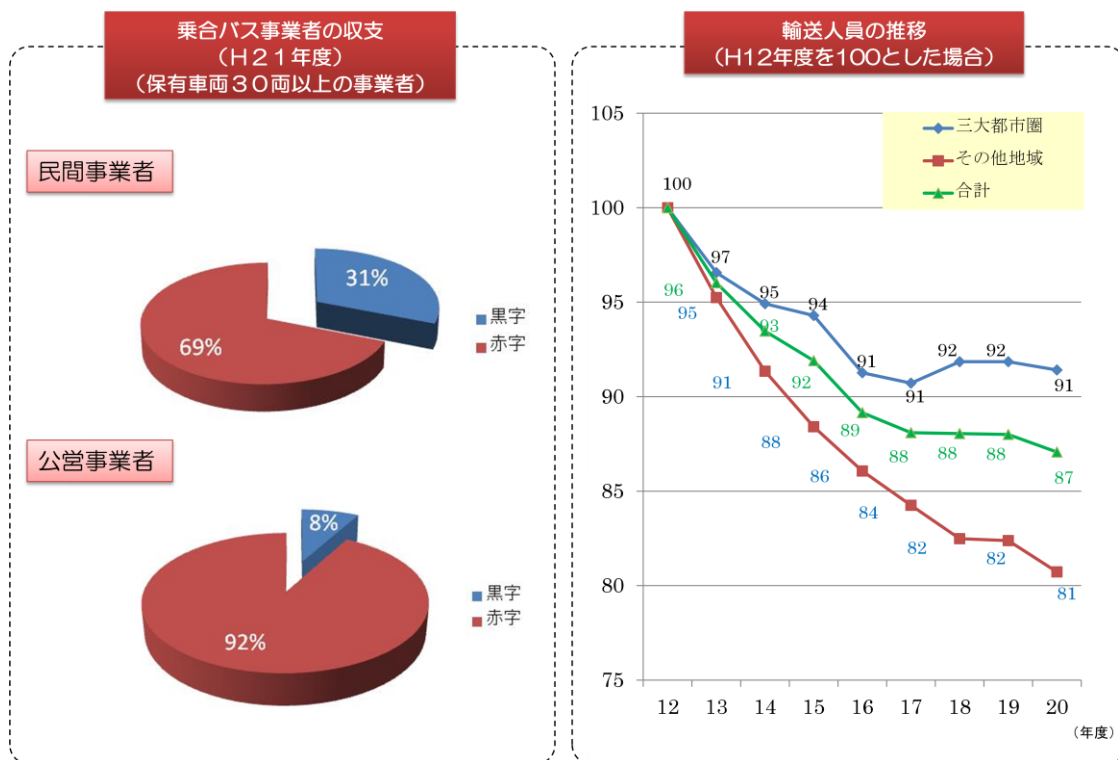 乗合バス事業者の収支
（Ｈ２１年度）
（保有車両３０両以上の事業者）
民間事業者
31%
69%
黒字
赤字
公営事業者
8%
92%
黒字
赤字
輸送人員の推移
（H12年度を100とした場合）
105
100
95
90
85
80
75
三大都市圏
その他地域
合計
100
97
95
94
91
91
92
92
91
96
93
92
89
88
88
88
87
95
91
88
86
84
82
82
81
12 13 14 15 16 17 18 19 20
（年度）